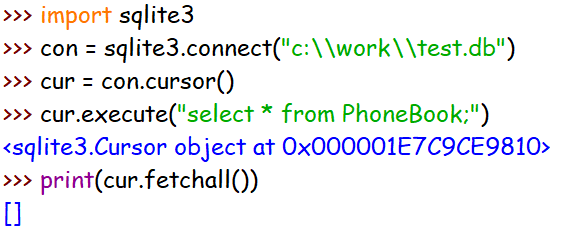 >>> import sqlite3
>>> con = sqlite3.connect("c:\\work\\test.db")
>>> cur = con.cursor()
>>> cur.execute("select * from PhoneBook;")
<sqlite3.Cursor object at 0x000001E7C9CE9810>
>>> print(cur.fetchall())
[]